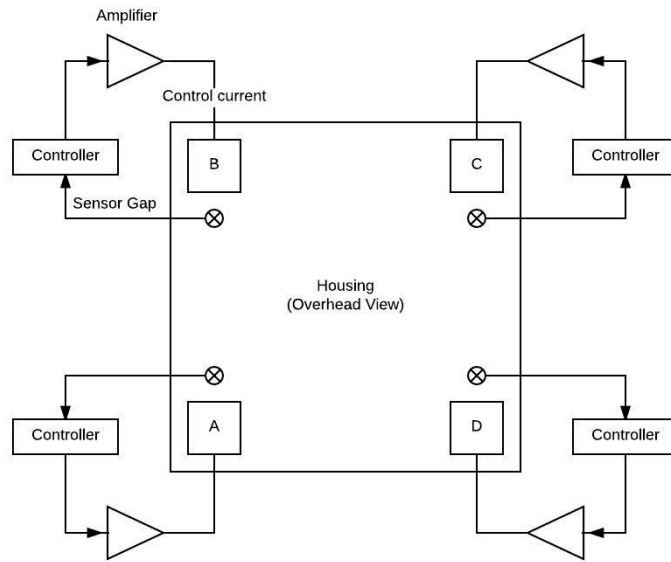 Amplifier
Control current
Controller
B
C
Controller
Sensor Gap
Housing
(Overhead View)
Controller
A
D
Controller